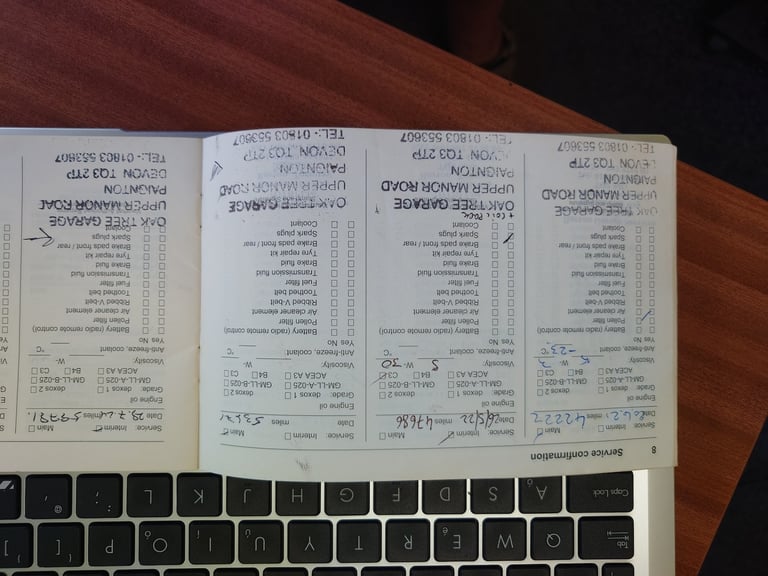 8
Service confirmation
Service: Interim Main
Date 42222 miles
Engine oil
Grade: dexos 1 dexos 2
GM-LL-A-025 GM-LL-B-025
ACEA A3 B4 C3
Viscosity: 5 W-
Anti-freeze, coolant -23 °C
Yes No
Battery (radio remote control)
Pollen filter
Air cleaner element
Ribbed V-belt
Toothed belt
Fuel filter
Transmission fluid
Brake fluid
Tyre repair kit
Brake pads front / rear
Spark plugs
Coolant
OAK TREE GARAGE
UPPER MANOR ROAD
PAIGNTON
DEVON TQ3 2TP
TEL:- 01803 553607
Service: Interim Main
Date 26/5/22 miles 47686
Engine oil
Grade: dexos 1 dexos 2
GM-LL-A-025 GM-LL-B-025
ACEA A3 B4 C3
Viscosity: 5 W- 30
Anti-freeze, coolant °C
Yes No
Battery (radio remote control)
Pollen filter
Air cleaner element
Ribbed V-belt
Toothed belt
Fuel filter
Transmission fluid
Brake fluid
Tyre repair kit
Brake pads front / rear
Spark plugs
Coolant
OAK TREE GARAGE
UPPER MANOR ROAD
PAIGNTON
DEVON TQ3 2TP
TEL:- 01803 553607
Service: Interim Main
Date miles
Engine oil
Grade: dexos 1 dexos 2
GM-LL-A-025 GM-LL-B-025
ACEA A3 B4 C3
Viscosity: W-
Anti-freeze, coolant °C
Yes No
Battery (radio remote control)
Pollen filter
Air cleaner element
Ribbed V-belt
Toothed belt
Fuel filter
Transmission fluid
Brake fluid
Tyre repair kit
Brake pads front / rear
Spark plugs
Coolant
OAK TREE GARAGE
UPPER MANOR ROAD
PAIGNTON
DEVON TQ3 2TP
TEL:- 01803 553607
Service: Interim Main
Date miles
Engine oil
Grade: dexos 1 dexos 2
GM-LL-A-025 GM-LL-B-025
ACEA A3 B4 C3
Viscosity: W-
Anti-freeze, coolant °C
Yes No
Battery (radio remote control)
Pollen filter
Air cleaner element
Ribbed V-belt
Toothed belt
Fuel filter
Transmission fluid
Brake fluid
Tyre repair kit
Brake pads front / rear
Spark plugs
Coolant
OAK TREE GARAGE
UPPER MANOR ROAD
PAIGNTON
DEVON TQ3 2TP
TEL:- 01803 553607
Caps Lock A S D F G H J K L
Tab Q W E R T Y U I O P